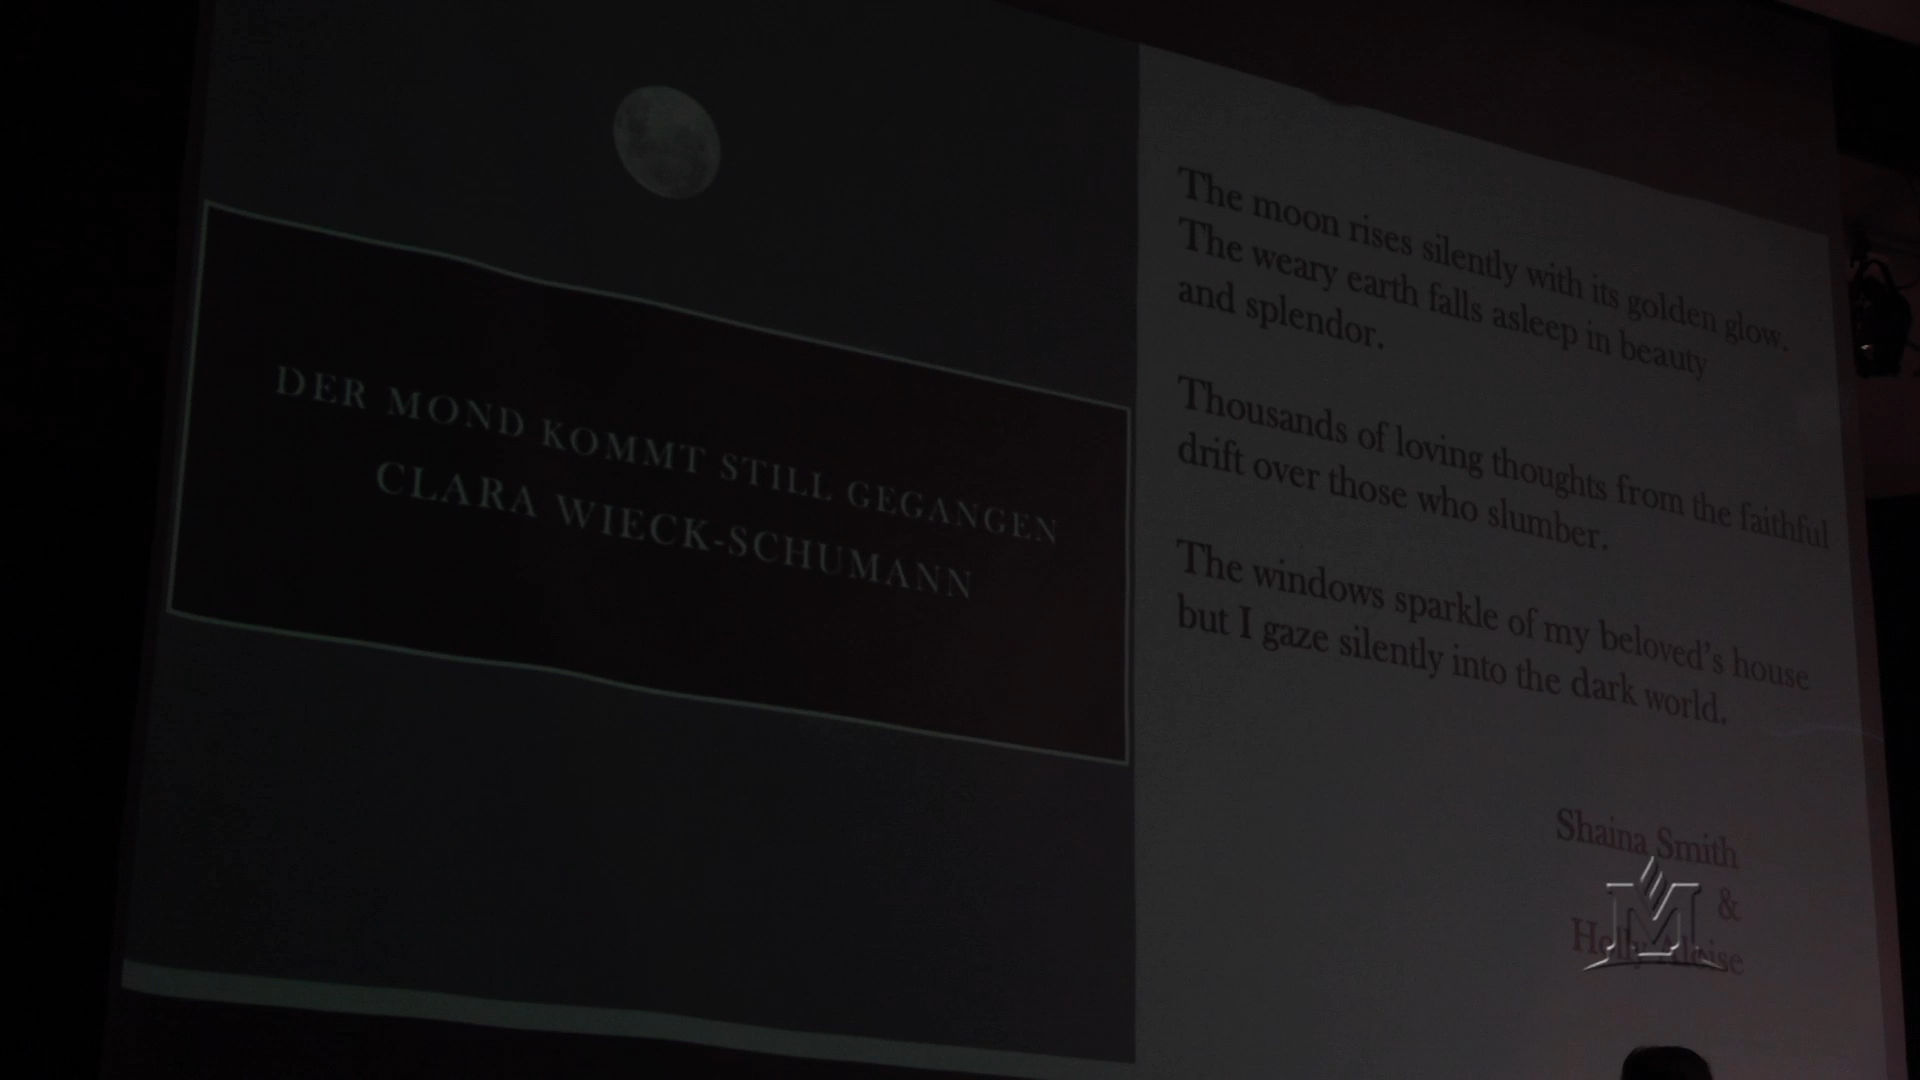 DER MOND KOMMT STILL GEGANGEN
CLARA WIECK-SCHUMANN
The moon rises silently with its golden glow.
The weary earth falls asleep in beauty
and splendor.
Thousands of loving thoughts from the faithful
drift over those who slumber.
The windows sparkle of my beloved's house
but I gaze silently into the dark world.
Shaina Smith
&
Holly
M